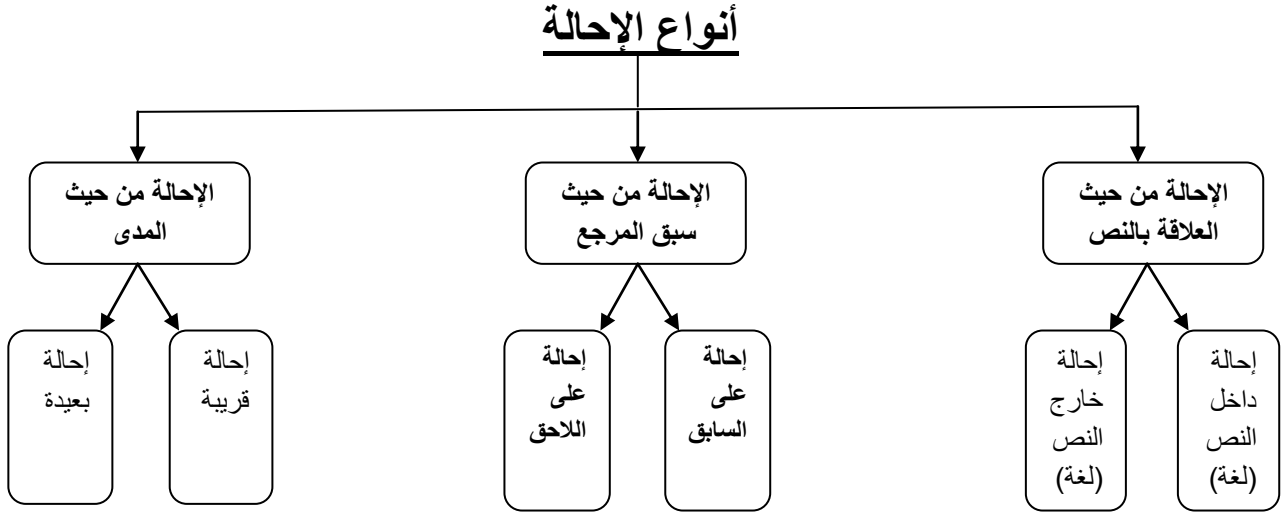 أنواع الإحالة
الإحالة من حيث
العلاقة بالنص
الإحالة من حيث
سبق المرجع
الإحالة من حيث
المدى
إحالة
داخل
النص
(لغة)
إحالة
خارج
النص
(لغة)
إحالة
على
السابق
إحالة
على
اللاحق
إحالة
قريبة
إحالة
بعيدة